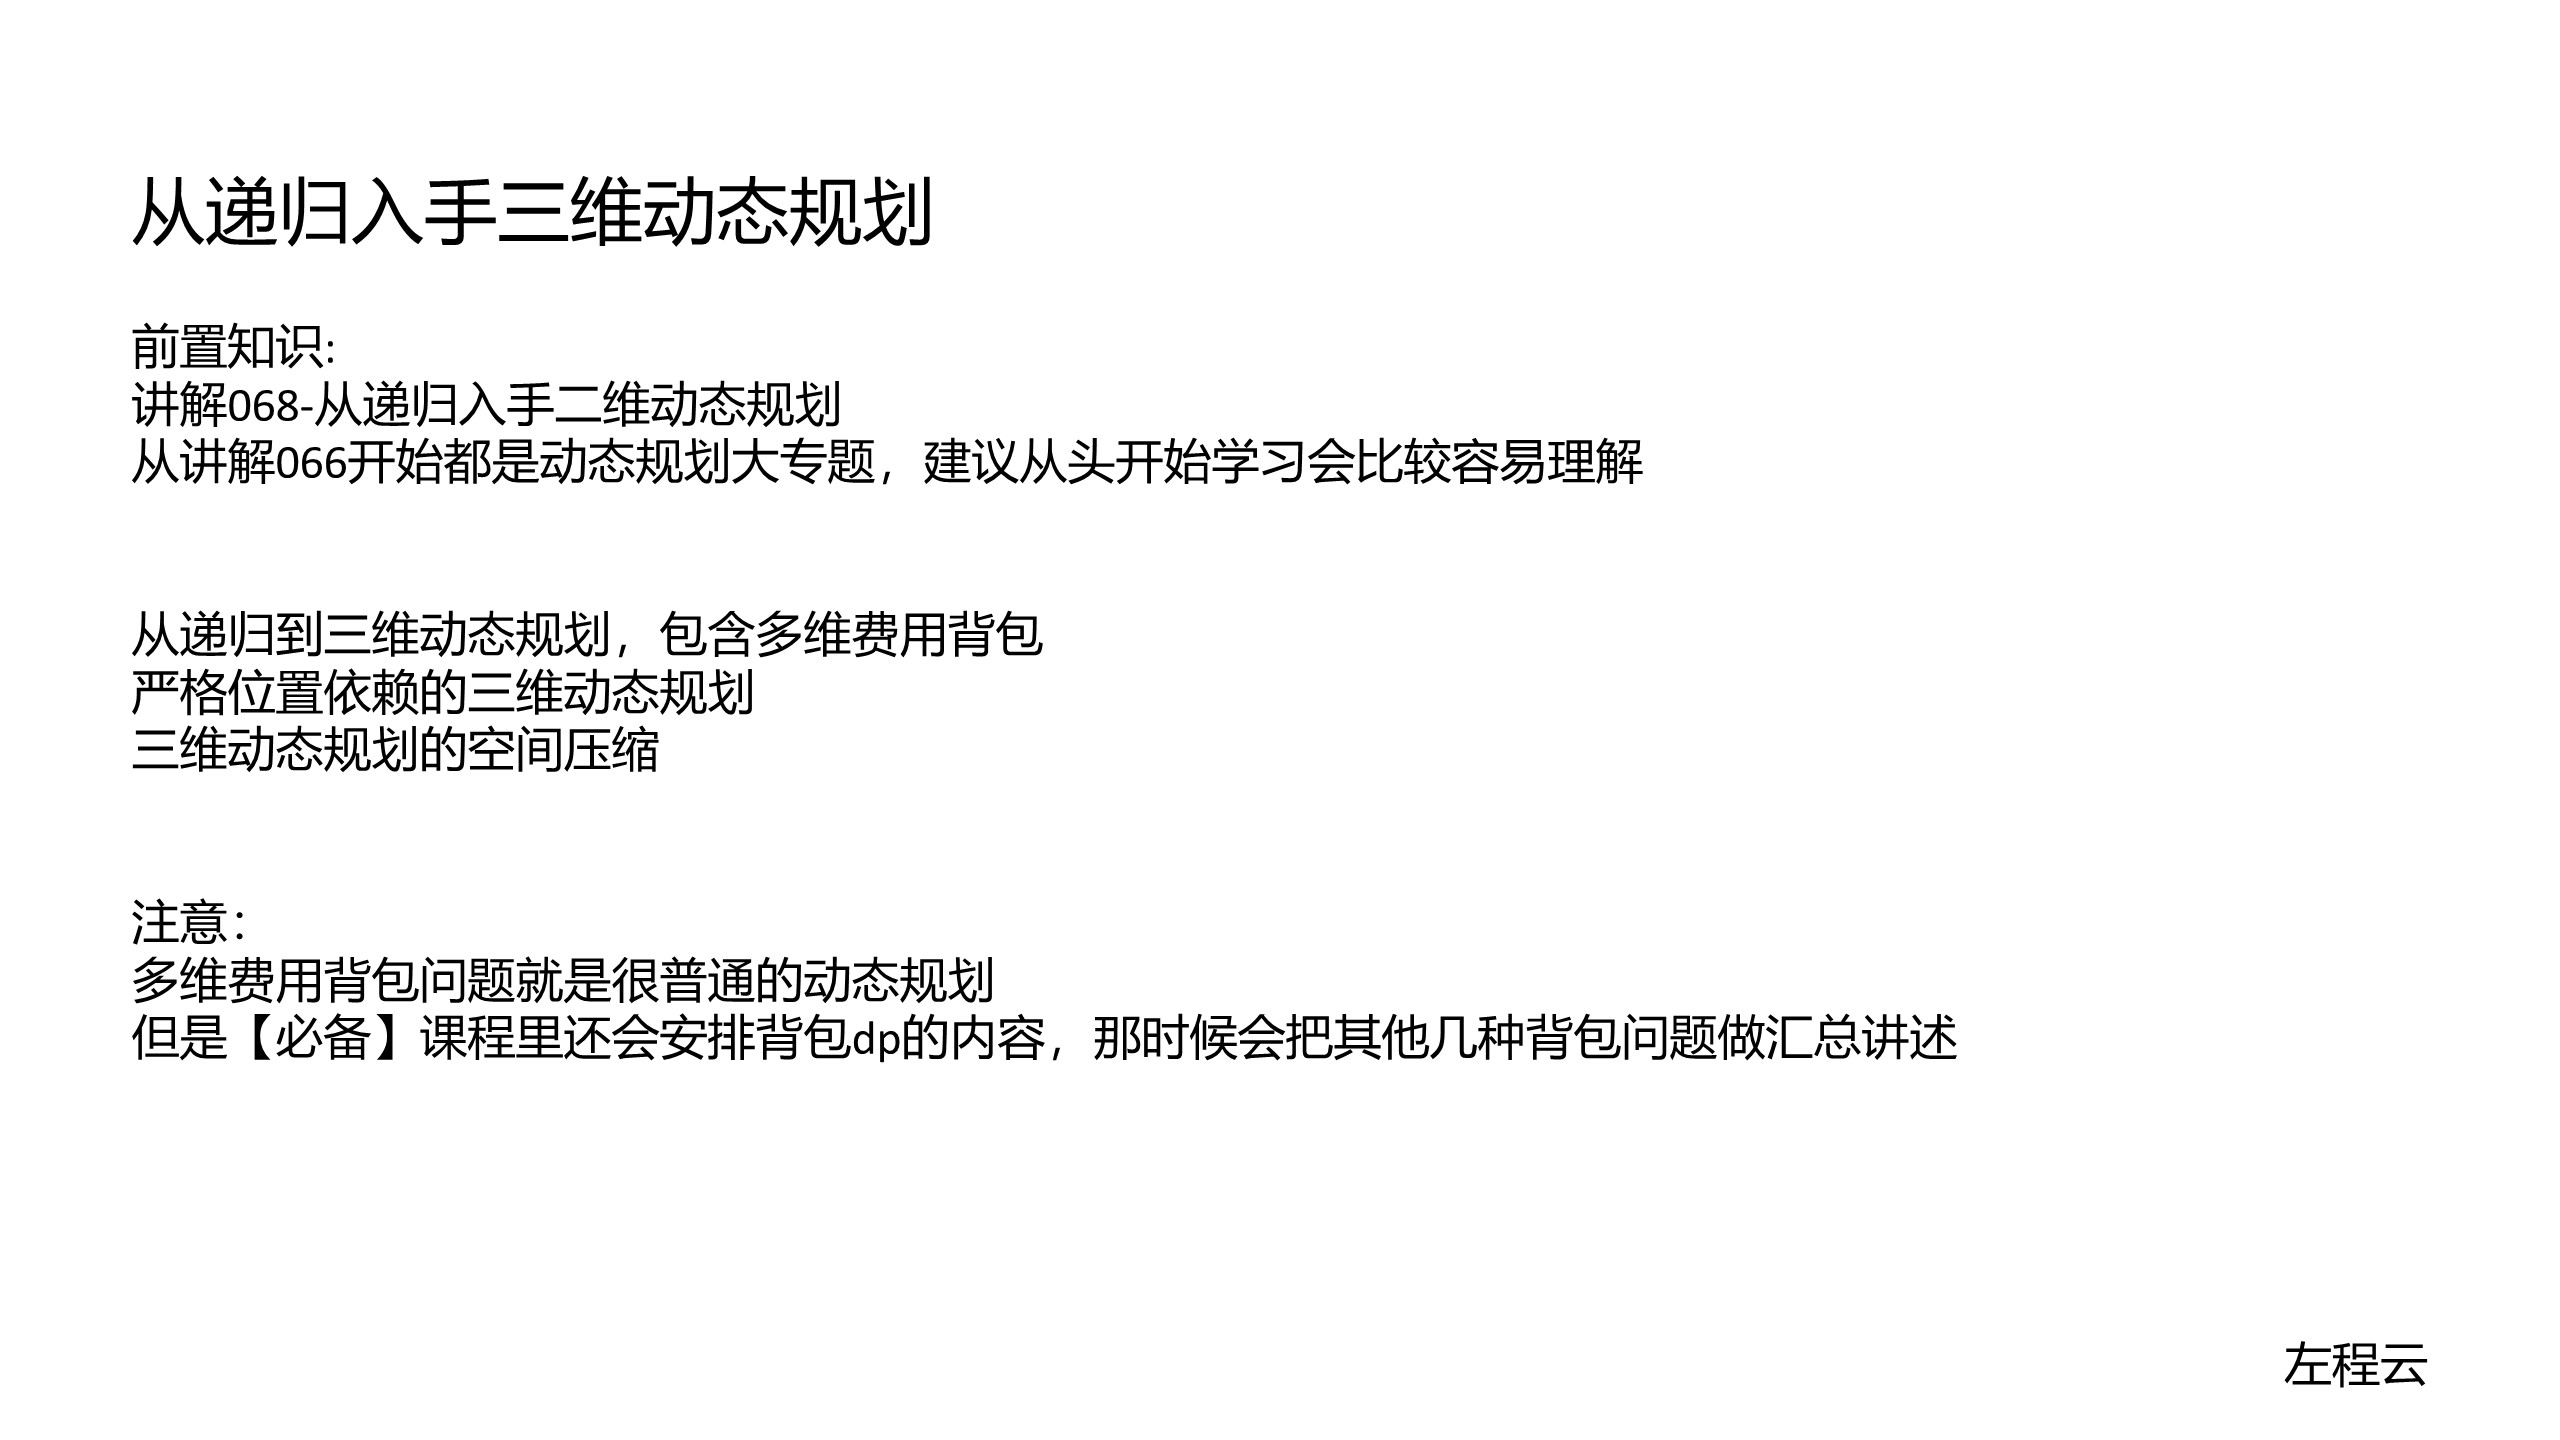 从递归入手三维动态规划
前置知识:
讲解068-从递归入手二维动态规划
从讲解066开始都是动态规划大专题，建议从头开始学习会比较容易理解
从递归到三维动态规划，包含多维费用背包
严格位置依赖的三维动态规划
三维动态规划的空间压缩
注意：
多维费用背包问题就是很普通的动态规划
但是【必备】课程里还会安排背包dp的内容，那时候会把其他几种背包问题做汇总讲述
左程云